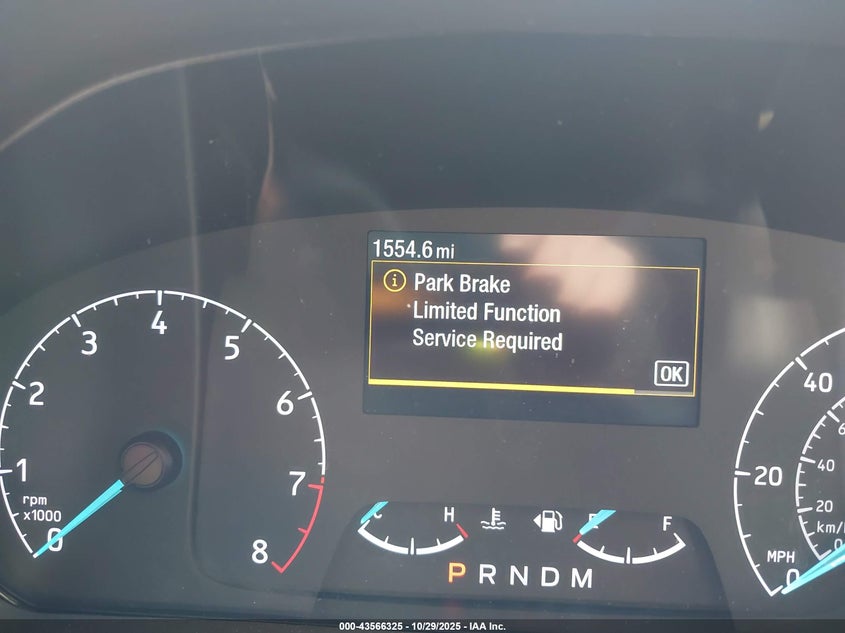 1554.6 mi
Park Brake
Limited Function
Service Required
OK
0 1 2 3 4 5 6 7 8
rpm
x1000
C H
E F
P R N D M
0 20 40
MPH
20 40
km/
000-43566325 - 10/29/2025 - IAA Inc.